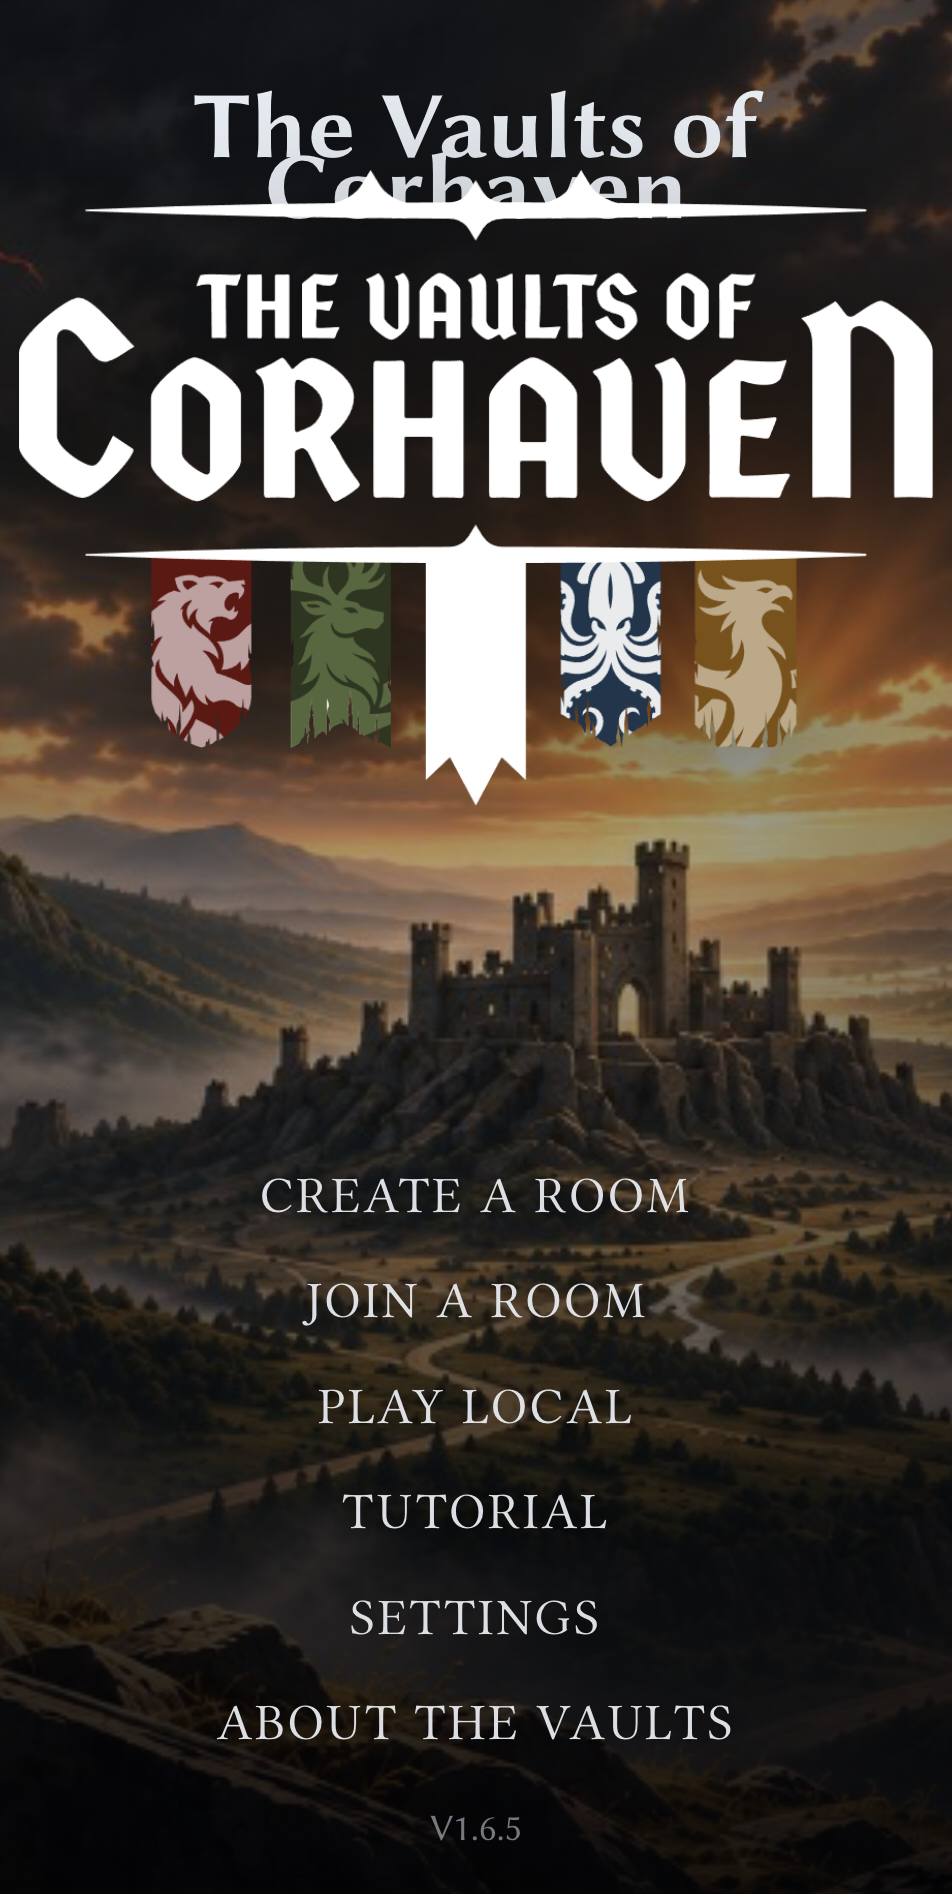 The Vaults of
Corhaven
THE VAULTS OF
CORHAVEN
CREATE A ROOM
JOIN A ROOM
PLAY LOCAL
TUTORIAL
SETTINGS
ABOUT THE VAULTS
V1.6.5